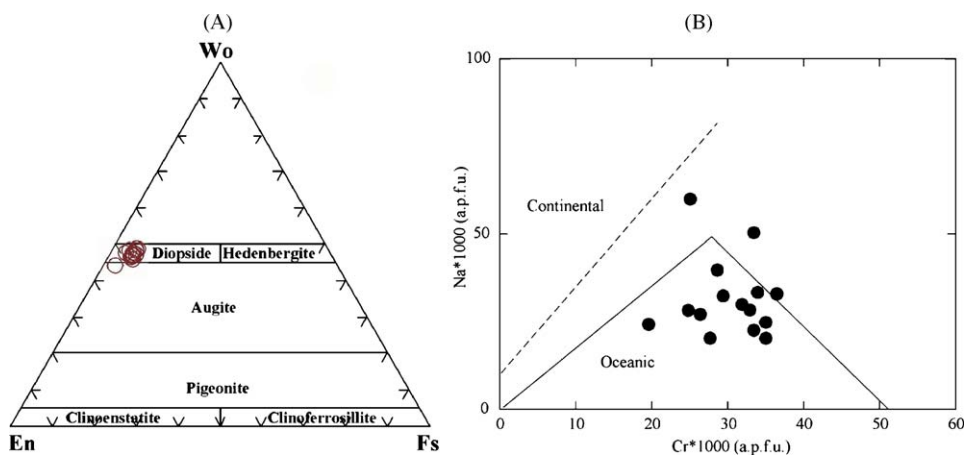 (A)
Wo
Diopside
Hedenbergite
Augite
Pigeonite
Clinoenstatite
Clinoferrosillite
En
Fs
(B)
100
50
0
Na*1000 (a.p.f.u.)
Continental
Oceanic
0
10
20
30
40
50
60
Cr*1000 (a.p.f.u.)